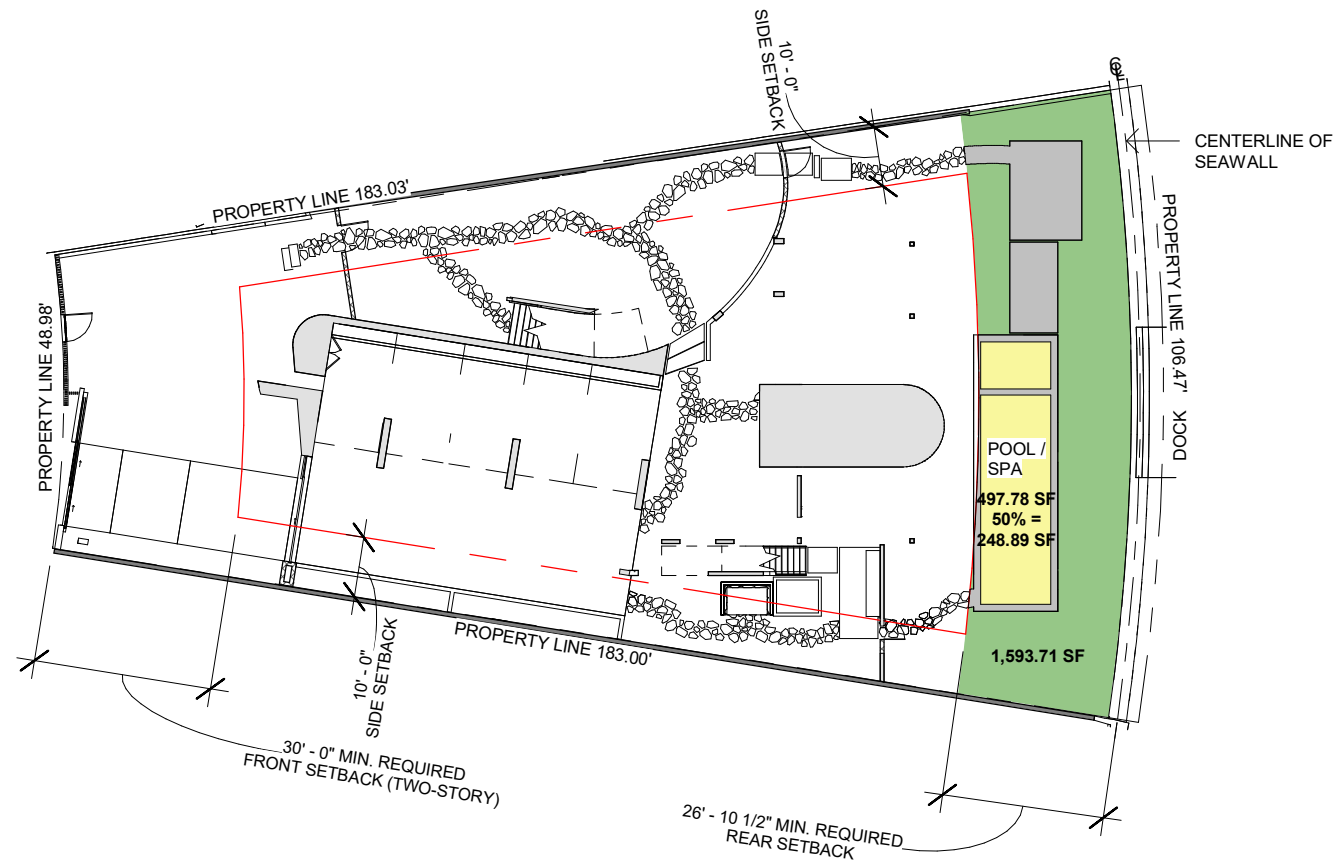 10' - 0"
SIDE SETBACK
℄
CENTERLINE OF
SEAWALL
PROPERTY LINE 183.03'
PROPERTY LINE 106.47'
PROPERTY LINE 48.98'
DOCK
POOL /
SPA
497.78 SF
50% =
248.89 SF
PROPERTY LINE 183.00'
1,593.71 SF
10' - 0"
SIDE SETBACK
30' - 0" MIN. REQUIRED
FRONT SETBACK (TWO-STORY)
26' - 10 1/2" MIN. REQUIRED
REAR SETBACK